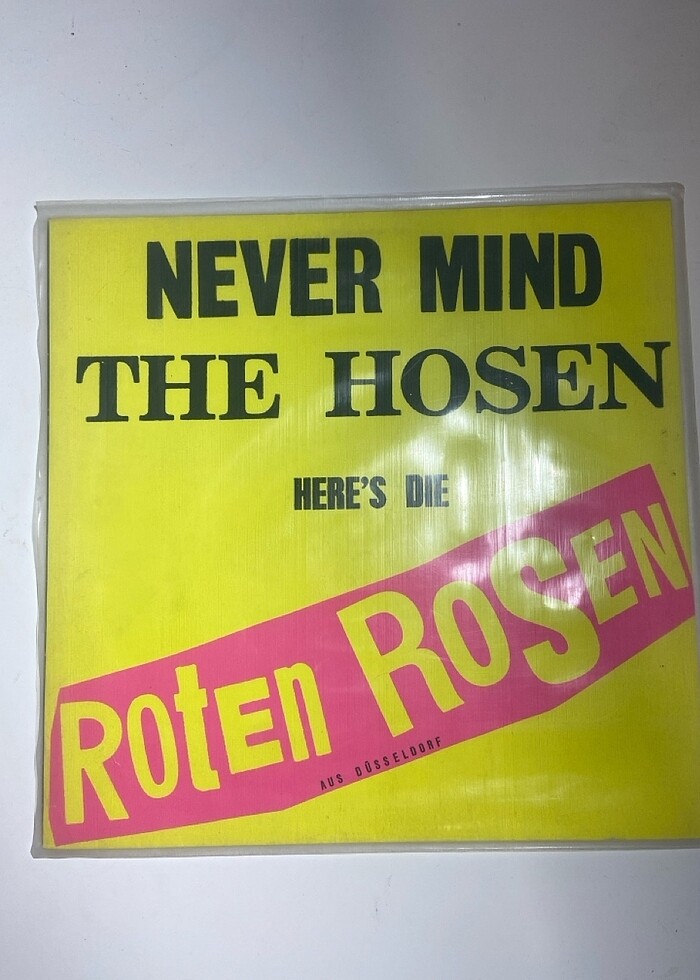 NEVER MIND
THE HOSEN
HERE'S DIE
RotEn RoSEN
AUS DÜSSELDORF